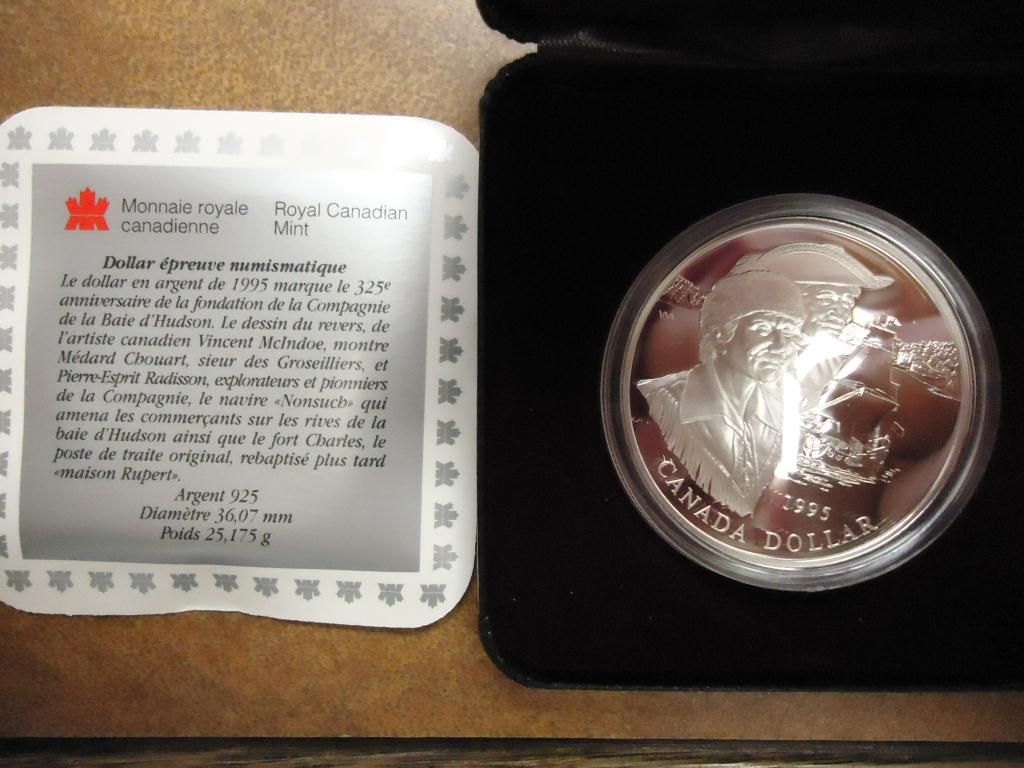 Monnaie royale canadienne
Royal Canadian Mint
Dollar épreuve numismatique
Le dollar en argent de 1995 marque le 325e
anniversaire de la fondation de la Compagnie
de la Baie d'Hudson. Le dessin du revers, de
l'artiste canadien Vincent McIndoe, montre
Médard Chouart, sieur des Groseilliers, et
Pierre-Esprit Radisson, explorateurs et pionniers
de la Compagnie, le navire «Nonsuch» qui
amena les commerçants sur les rives de la
baie d'Hudson ainsi que le fort Charles, le
poste de traite original, rebaptisé plus tard
«maison Rupert».
Argent 925
Diamètre 36,07 mm
Poids 25,175 g
1995
CANADA DOLLAR